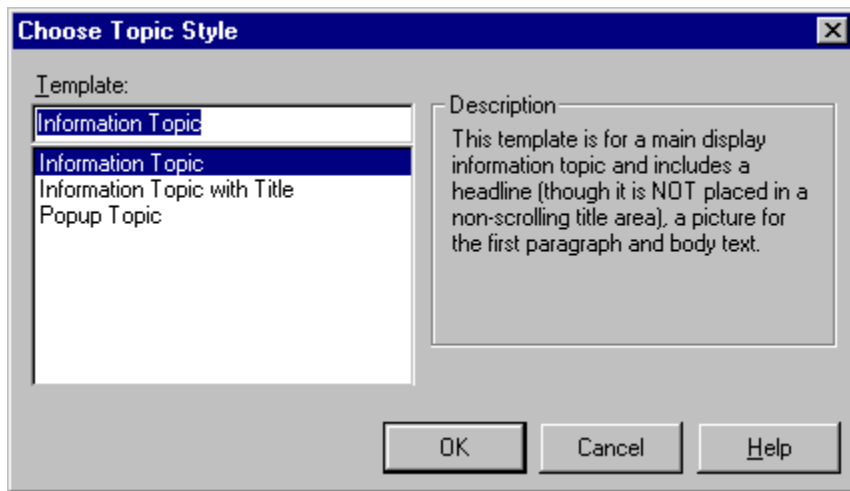 Choose Topic Style
Template:
Information Topic
Information Topic
Information Topic with Title
Popup Topic
Description
This template is for a main display
information topic and includes a
headline (though it is NOT placed in a
non-scrolling title area), a picture for
the first paragraph and body text.
OK
Cancel
Help